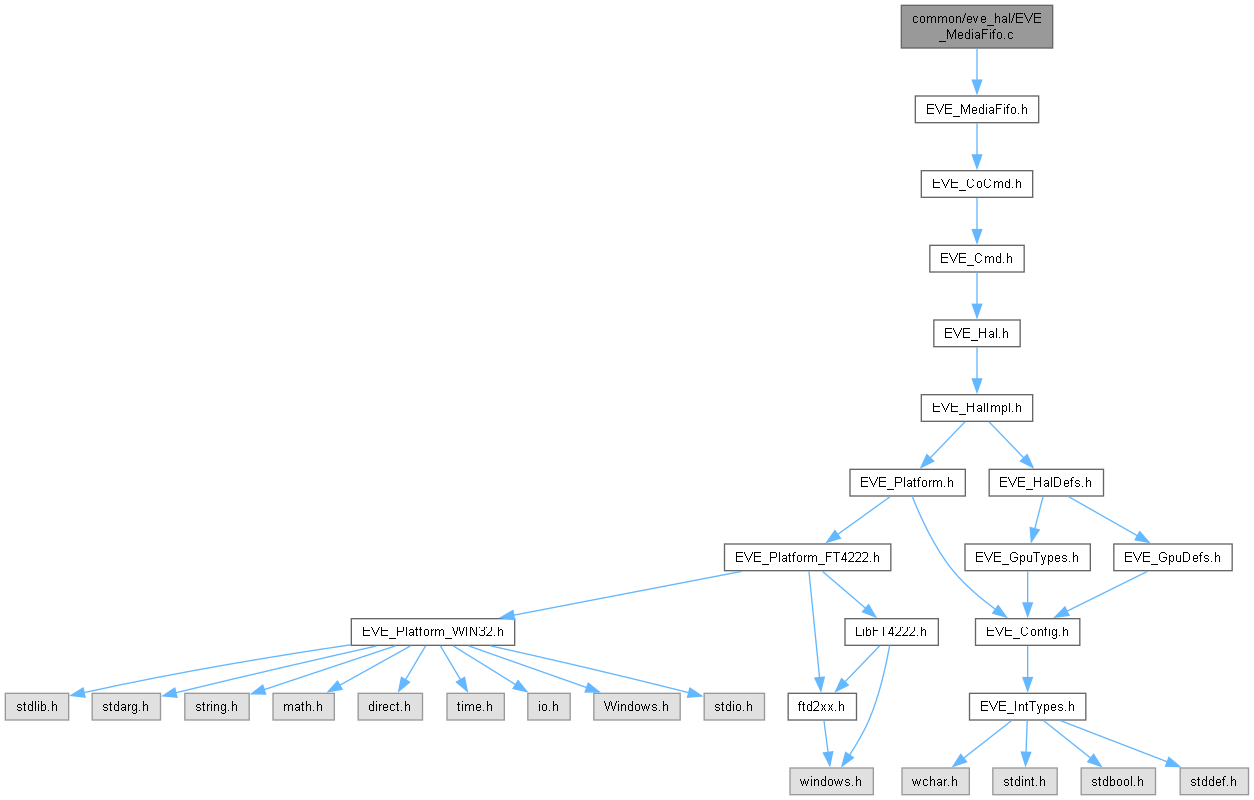 common/eve_hal/EVE
_MediaFifo.c
EVE_MediaFifo.h
EVE_CoCmd.h
EVE_Cmd.h
EVE_Hal.h
EVE_HalImpl.h
EVE_Platform.h
EVE_HalDefs.h
EVE_Platform_FT4222.h
EVE_GpuTypes.h
EVE_GpuDefs.h
EVE_Platform_WIN32.h
LibFT4222.h
EVE_Config.h
stdlib.h
stdarg.h
string.h
math.h
direct.h
time.h
io.h
Windows.h
stdio.h
ftd2xx.h
EVE_IntTypes.h
windows.h
wchar.h
stdint.h
stdbool.h
stddef.h